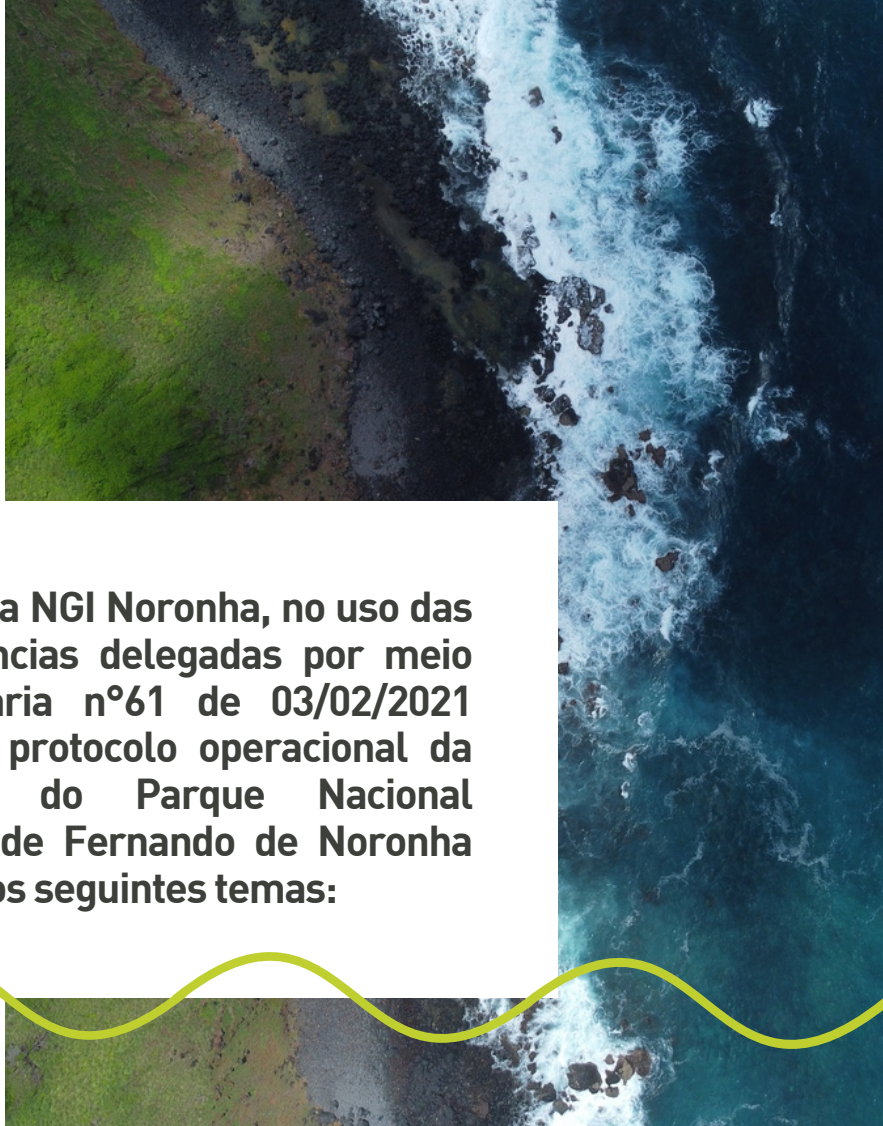 a NGI Noronha, no uso das
ncias delegadas por meio
aria n°61 de 03/02/2021
protocolo operacional da
do Parque Nacional
de Fernando de Noronha
os seguintes temas: